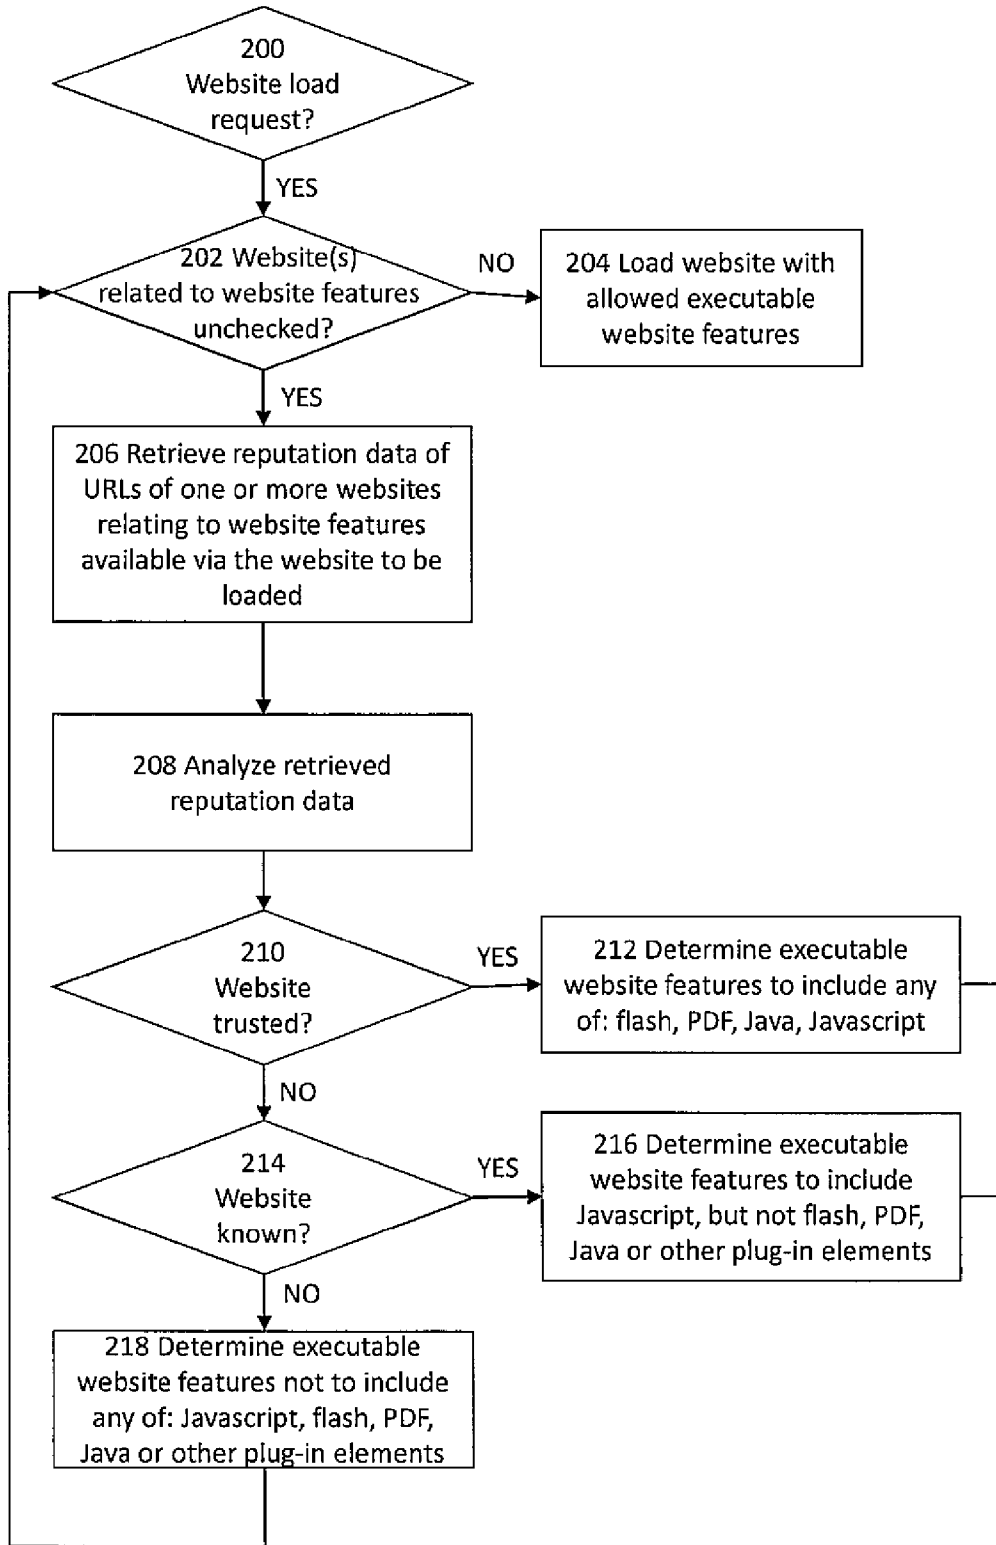 200
Website load
request?
YES
202 Website(s)
related to website features
unchecked?
NO
204 Load website with
allowed executable
website features
YES
206 Retrieve reputation data of
URLs of one or more websites
relating to website features
available via the website to be
loaded
208 Analyze retrieved
reputation data
210
Website
trusted?
YES
212 Determine executable
website features to include any
of: flash, PDF, Java, Javascript
NO
214
Website
known?
YES
216 Determine executable
website features to include
Javascript, but not flash, PDF,
Java or other plug-in elements
NO
218 Determine executable
website features not to include
any of: Javascript, flash, PDF,
Java or other plug-in elements